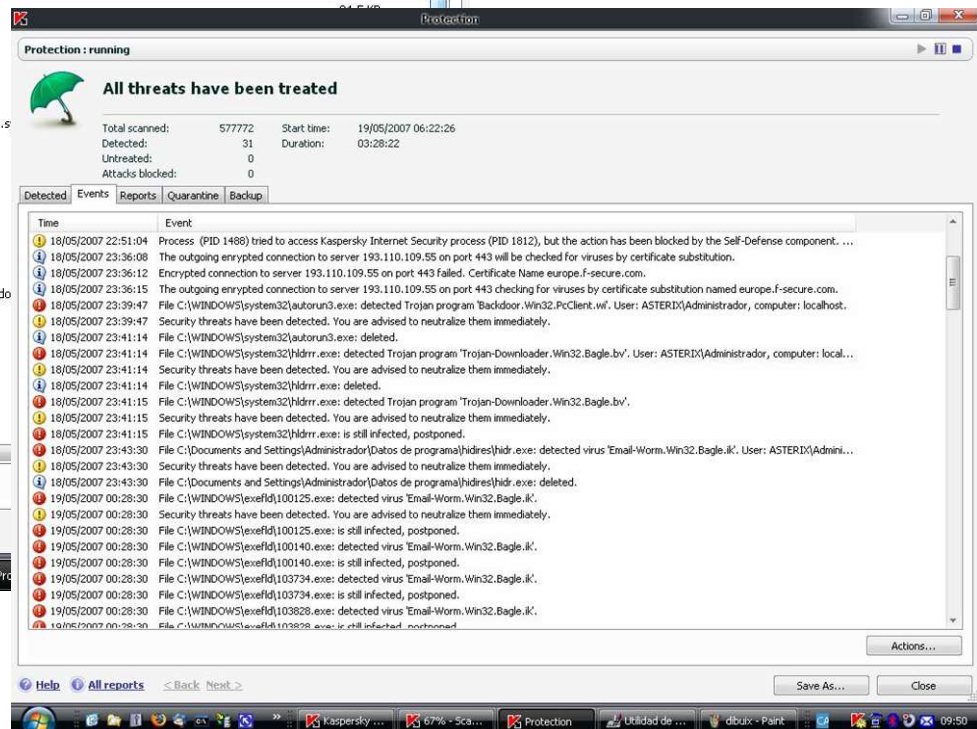 Protection
Protection : running
All threats have been treated
Total scanned: 577772 Start time: 19/05/2007 06:22:26
Detected: 31 Duration: 03:28:22
Untreated: 0
Attacks blocked: 0
Detected Events Reports Quarantine Backup
Time Event
18/05/2007 22:51:04 Process (PID 1488) tried to access Kaspersky Internet Security process (PID 1812), but the action has been blocked by the Self-Defense component. ...
18/05/2007 23:36:08 The outgoing enrypted connection to server 193.110.109.55 on port 443 will be checked for viruses by certificate substitution.
18/05/2007 23:36:12 Encrypted connection to server 193.110.109.55 on port 443 failed. Certificate Name europe.f-secure.com.
18/05/2007 23:36:15 The outgoing enrypted connection to server 193.110.109.55 on port 443 checking for viruses by certificate substitution named europe.f-secure.com.
18/05/2007 23:39:47 File C:\WINDOWS\system32\autorun3.exe: detected Trojan program 'Backdoor.Win32.PcClient.wi'. User: ASTERIX\Administrador, computer: localhost.
18/05/2007 23:39:47 Security threats have been detected. You are advised to neutralize them immediately.
18/05/2007 23:41:14 File C:\WINDOWS\system32\autorun3.exe: deleted.
18/05/2007 23:41:14 File C:\WINDOWS\system32\hldrrr.exe: detected Trojan program 'Trojan-Downloader.Win32.Bagle.bv'. User: ASTERIX\Administrador, computer: local...
18/05/2007 23:41:14 Security threats have been detected. You are advised to neutralize them immediately.
18/05/2007 23:41:14 File C:\WINDOWS\system32\hldrrr.exe: deleted.
18/05/2007 23:41:15 File C:\WINDOWS\system32\hldrrr.exe: detected Trojan program 'Trojan-Downloader.Win32.Bagle.bv'.
18/05/2007 23:41:15 Security threats have been detected. You are advised to neutralize them immediately.
18/05/2007 23:41:15 File C:\WINDOWS\system32\hldrrr.exe: is still infected, postponed.
18/05/2007 23:43:30 File C:\Documents and Settings\Administrador\Datos de programa\hidires\hidr.exe: detected virus 'Email-Worm.Win32.Bagle.ik'. User: ASTERIX\Admini...
18/05/2007 23:43:30 Security threats have been detected. You are advised to neutralize them immediately.
18/05/2007 23:43:30 File C:\Documents and Settings\Administrador\Datos de programa\hidires\hidr.exe: deleted.
19/05/2007 00:28:30 File C:\WINDOWS\exefld\100125.exe: detected virus 'Email-Worm.Win32.Bagle.ik'.
19/05/2007 00:28:30 Security threats have been detected. You are advised to neutralize them immediately.
19/05/2007 00:28:30 File C:\WINDOWS\exefld\100125.exe: is still infected, postponed.
19/05/2007 00:28:30 File C:\WINDOWS\exefld\100140.exe: detected virus 'Email-Worm.Win32.Bagle.ik'.
19/05/2007 00:28:30 File C:\WINDOWS\exefld\100140.exe: is still infected, postponed.
19/05/2007 00:28:30 File C:\WINDOWS\exefld\103734.exe: detected virus 'Email-Worm.Win32.Bagle.ik'.
19/05/2007 00:28:30 File C:\WINDOWS\exefld\103734.exe: is still infected, postponed.
19/05/2007 00:28:30 File C:\WINDOWS\exefld\103828.exe: detected virus 'Email-Worm.Win32.Bagle.ik'.
19/05/2007 00:28:30 File C:\WINDOWS\exefld\103828.exe: is still infected, postponed
Actions...
Help All reports < Back Next >
Save As... Close
Kaspersky ... 67% - Sca... Protection Utilidad de ... dibuix - Paint CA 09:50